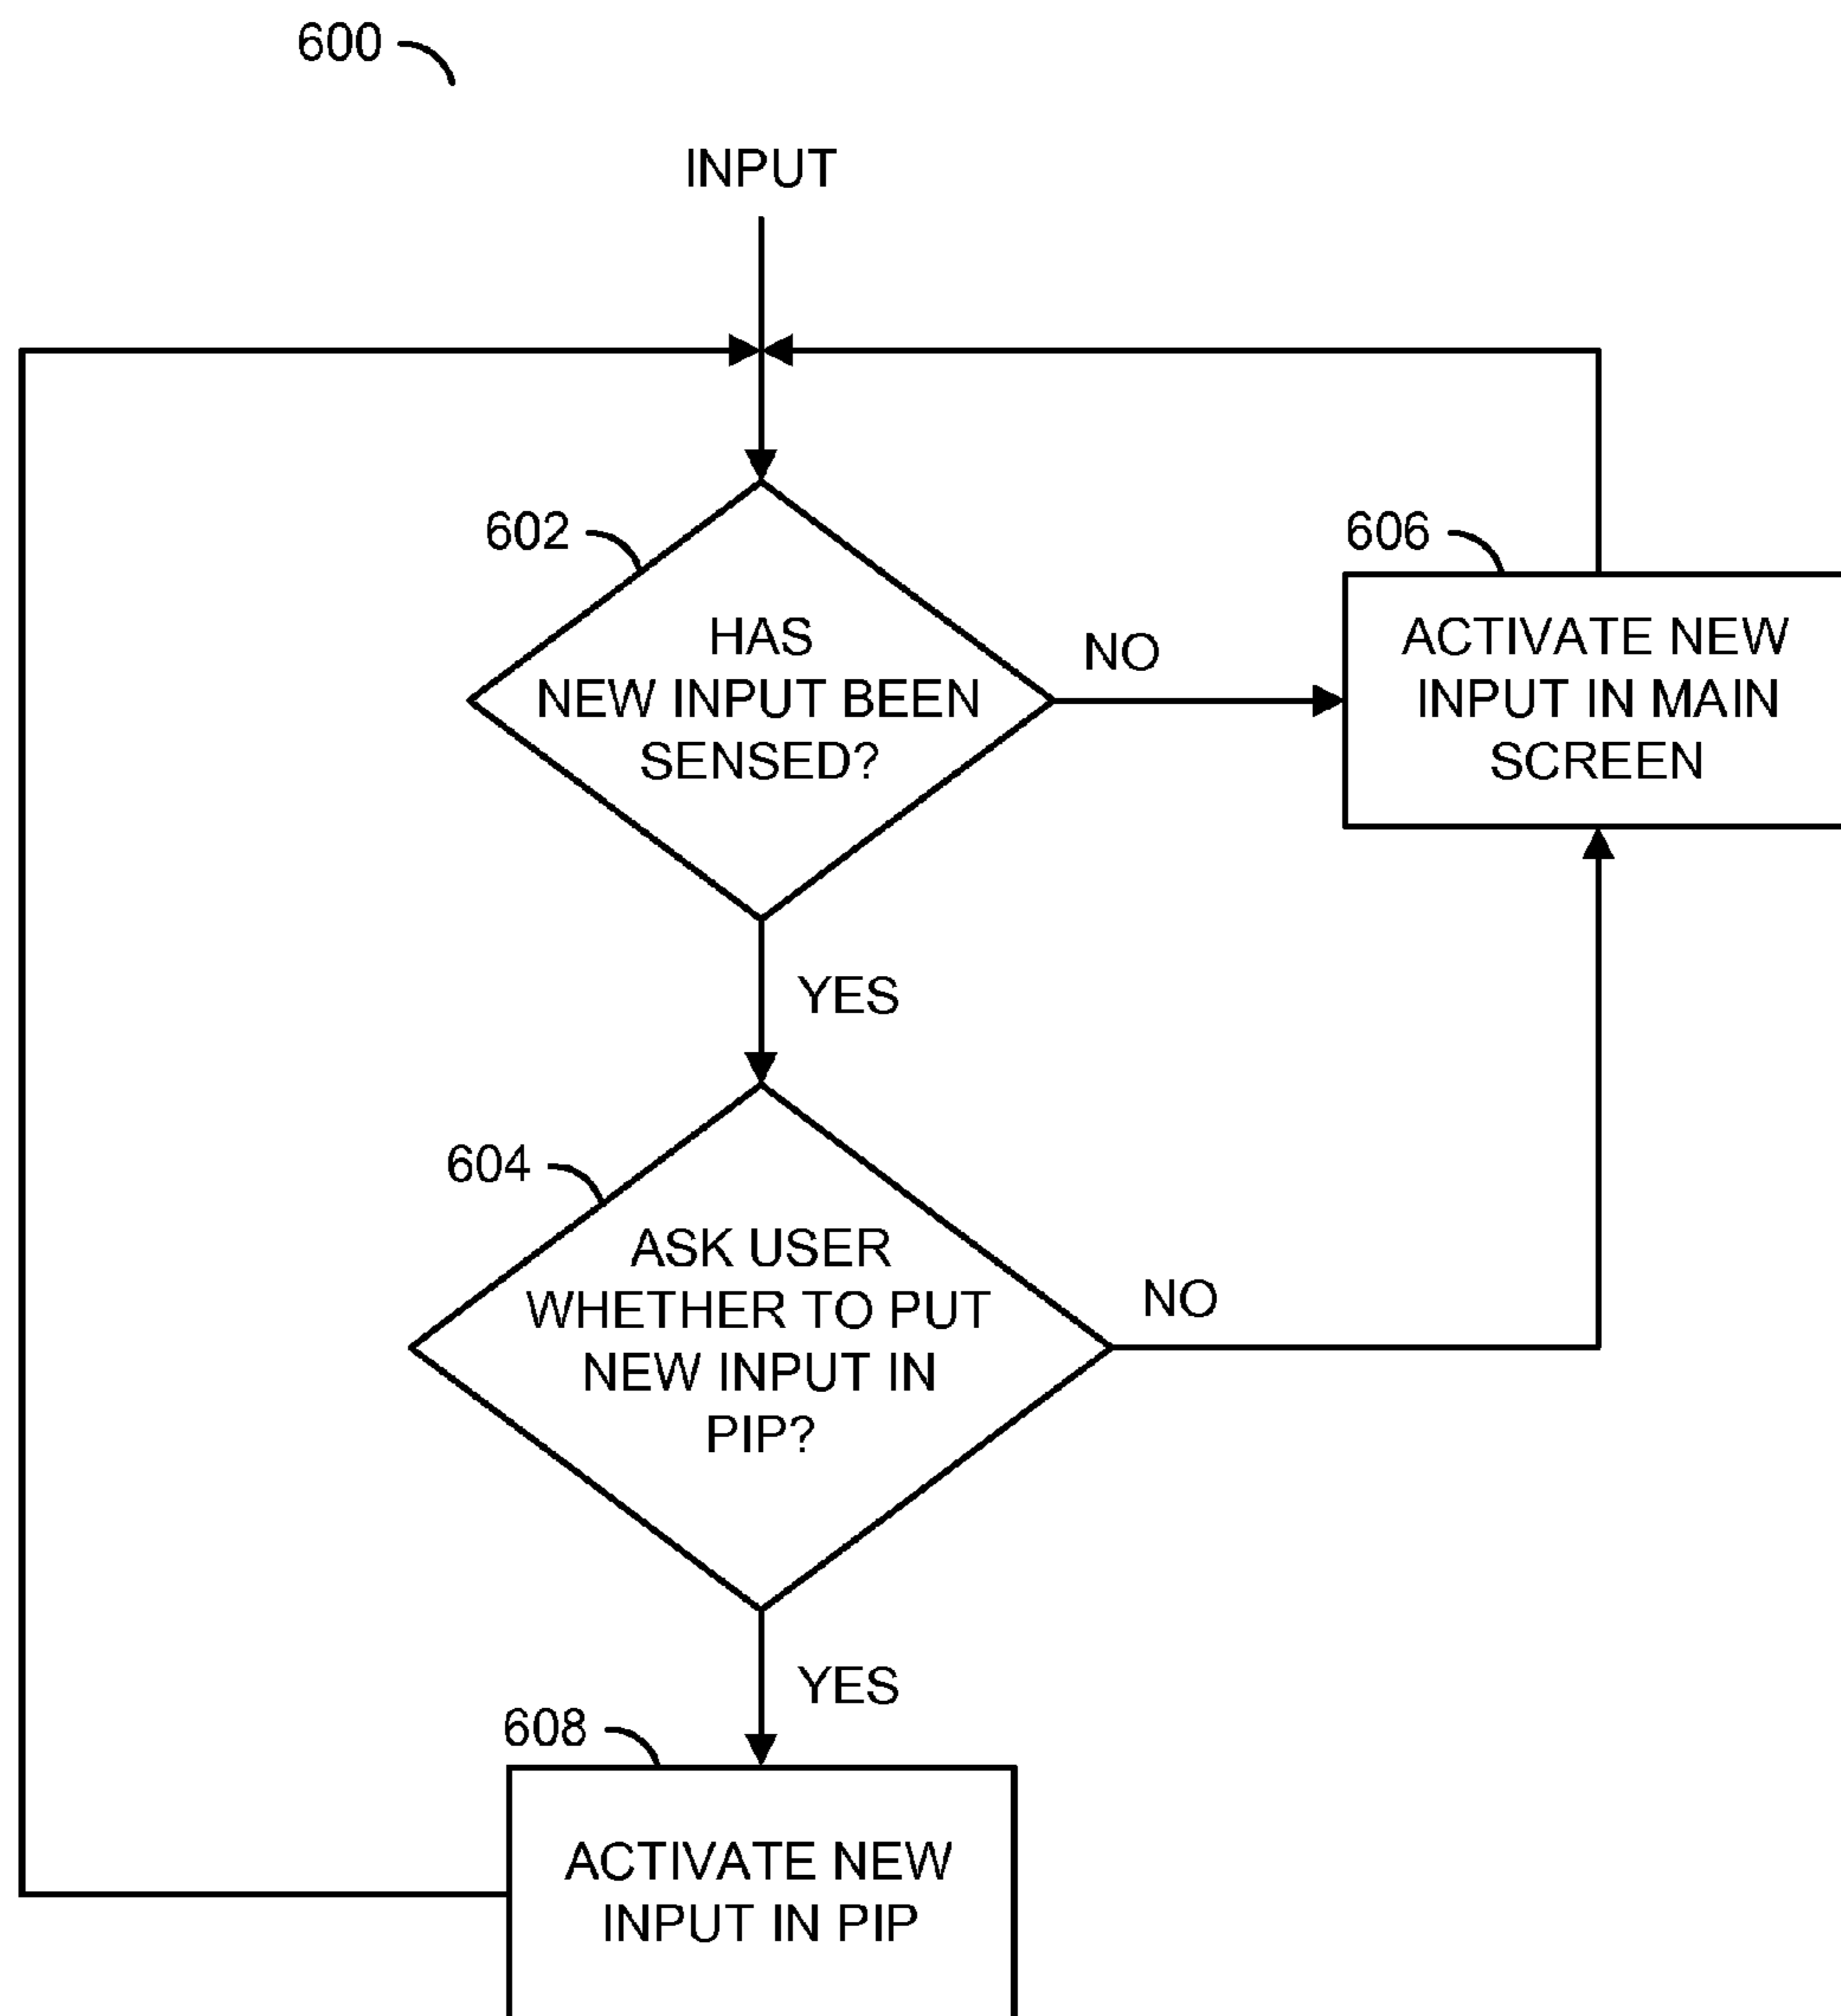 600
INPUT
602
HAS
NEW INPUT BEEN
SENSED?
NO
606
ACTIVATE NEW
INPUT IN MAIN
SCREEN
YES
604
ASK USER
WHETHER TO PUT
NEW INPUT IN
PIP?
NO
YES
608
ACTIVATE NEW
INPUT IN PIP